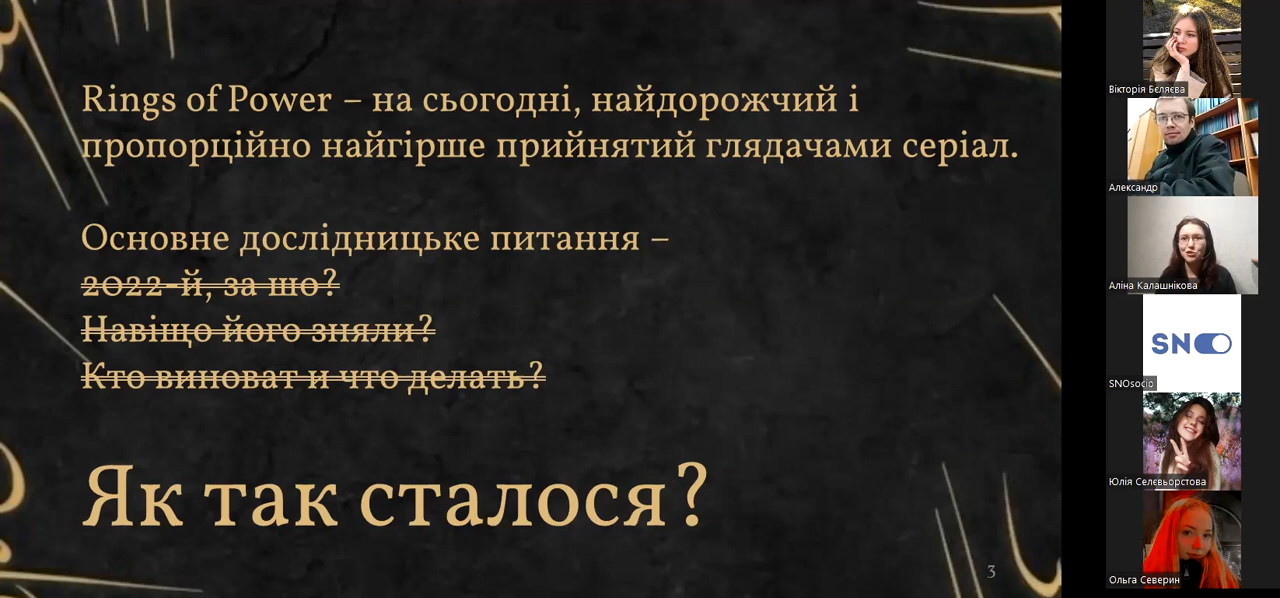 Rings of Power – на сьогодні, найдорожчий і
пропорційно найгірше прийнятий глядачами серіал.
Основне дослідницьке питання –
2022-й, за шо?
Навіщо його зняли?
Кто виноват и что делать?
Як так сталося?
3
Вікторія Бєляєва
Александр
Аліна Калашнікова
SN
SNOsocio
Юлія Селєвьорстова
Ольга Северин